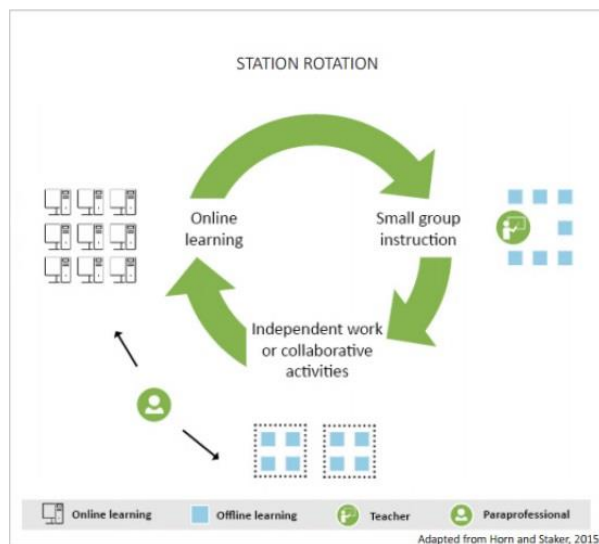 STATION ROTATION
Online
learning
Small group
instruction
Independent work
or collaborative
activities
Online learning
Offline learning
Teacher
Paraprofessional
Adapted from Horn and Staker, 2015